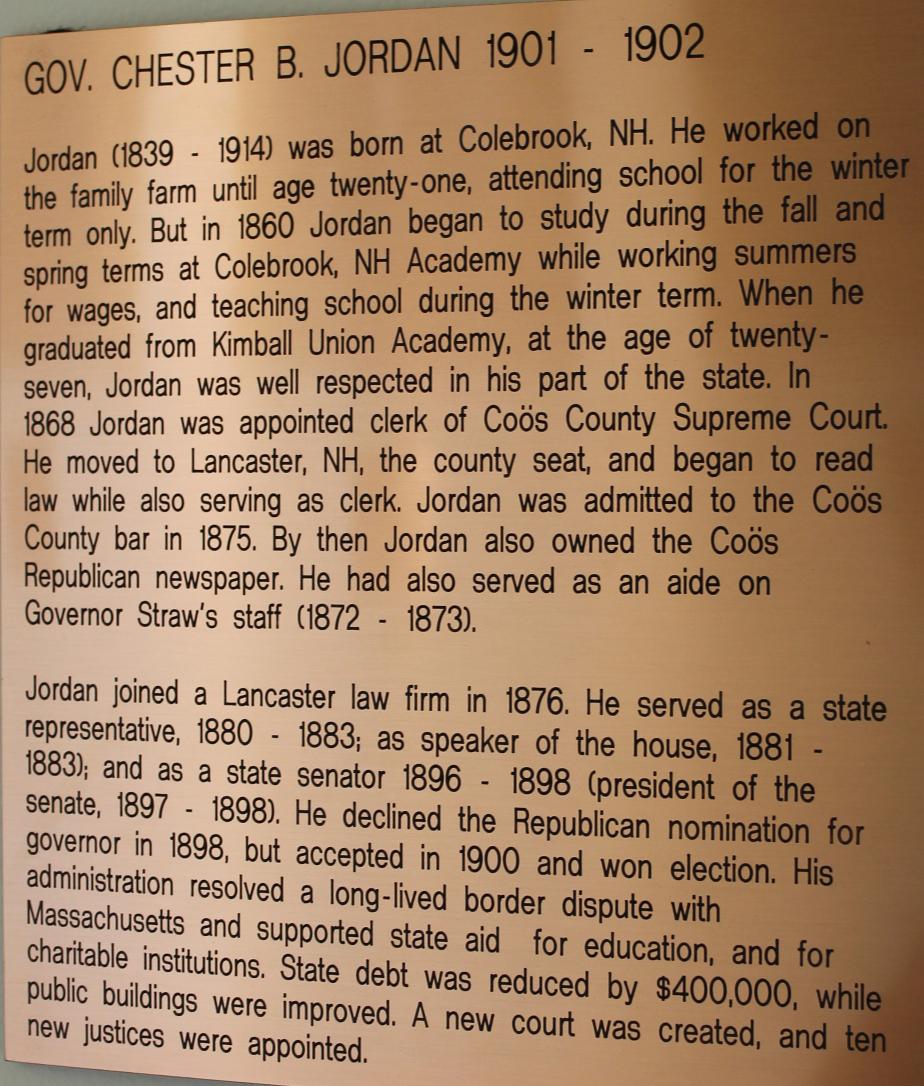 GOV. CHESTER B. JORDAN 1901 - 1902
Jordan (1839 - 1914) was born at Colebrook, NH. He worked on
the family farm until age twenty-one, attending school for the winter
term only. But in 1860 Jordan began to study during the fall and
spring terms at Colebrook, NH Academy while working summers
for wages, and teaching school during the winter term. When he
graduated from Kimball Union Academy, at the age of twenty-
seven, Jordan was well respected in his part of the state. In
1868 Jordan was appointed clerk of Coös County Supreme Court.
He moved to Lancaster, NH, the county seat, and began to read
law while also serving as clerk. Jordan was admitted to the Coös
County bar in 1875. By then Jordan also owned the Coös
Republican newspaper. He had also served as an aide on
Governor Straw's staff (1872 - 1873).
Jordan joined a Lancaster law firm in 1876. He served as a state
representative, 1880 - 1883; as speaker of the house, 1881 -
1883); and as a state senator 1896 - 1898 (president of the
senate, 1897 - 1898). He declined the Republican nomination for
governor in 1898, but accepted in 1900 and won election. His
administration resolved a long-lived border dispute with
Massachusetts and supported state aid for education, and for
charitable institutions. State debt was reduced by $400,000, while
public buildings were improved. A new court was created, and ten
new justices were appointed.